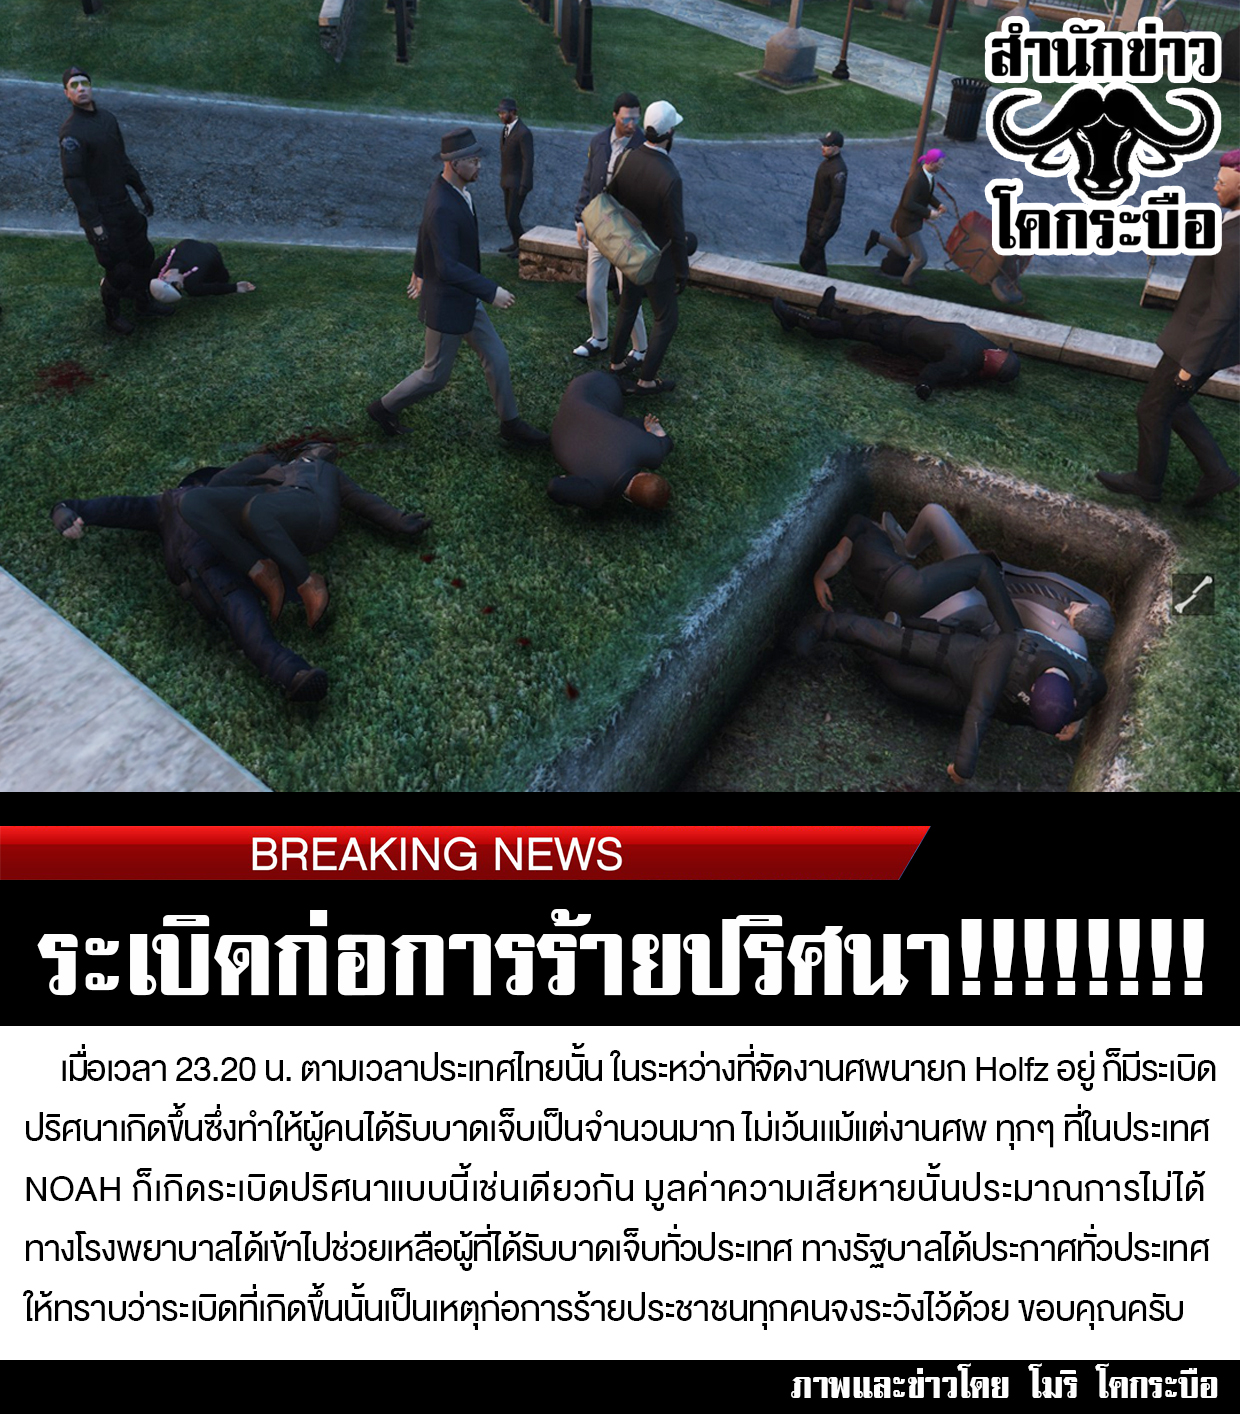 สำนักข่าว
โคกระบือ
BREAKING NEWS
ระเบิดก่อการร้ายปริศนา!!!!!!!!
เมื่อเวลา 23.20 น. ตามเวลาประเทศไทยนั้น ในระหว่างที่จัดงานศพนายก Holfz อยู่ ก็มีระเบิด
ปริศนาเกิดขึ้นซึ่งทำให้ผู้คนได้รับบาดเจ็บเป็นจำนวนมาก ไม่เว้นแม้แต่งานศพ ทุกๆ ที่ในประเทศ
NOAH ก็เกิดระเบิดปริศนาแบบนี้เช่นเดียวกัน มูลค่าความเสียหายนั้นประมาณการไม่ได้
ทางโรงพยาบาลได้เข้าไปช่วยเหลือผู้ที่ได้รับบาดเจ็บทั่วประเทศ ทางรัฐบาลได้ประกาศทั่วประเทศ
ให้ทราบว่าระเบิดที่เกิดขึ้นนั้นเป็นเหตุก่อการร้ายประชาชนทุกคนจงระวังไว้ด้วย ขอบคุณครับ
ภาพและข่าวโดย โมริ โคกระบือ